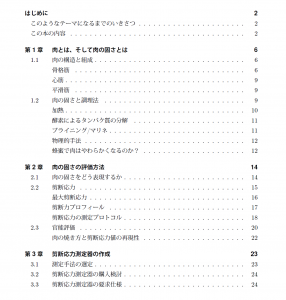 はじめに 2
このようなテーマになるまでのいきさつ 2
この本の内容 2
第1章 肉とは、そして肉の固さとは 6
1.1 肉の構造と組成 6
骨格筋 6
心筋 9
平滑筋 9
1.2 肉の固さと調理法 9
加熱 10
酵素によるタンパク質の分解 11
ブライニング/マリネ 11
物理的手法 12
蜂蜜で肉はやわらかくなるのか? 12
第2章 肉の固さの評価方法 14
2.1 肉の固さをどう表現するか 14
2.2 剪断応力 15
最大剪断応力 16
剪断力プロフィール 17
剪断応力の測定プロトコル 18
2.3 官能評価 20
肉の焼き方と剪断応力値の再現性 22
第3章 剪断応力測定器の作成 23
3.1 測定手法の選定 23
3.2 剪断応力測定器の購入検討 24
3.3 剪断応力測定器の要求仕様 24